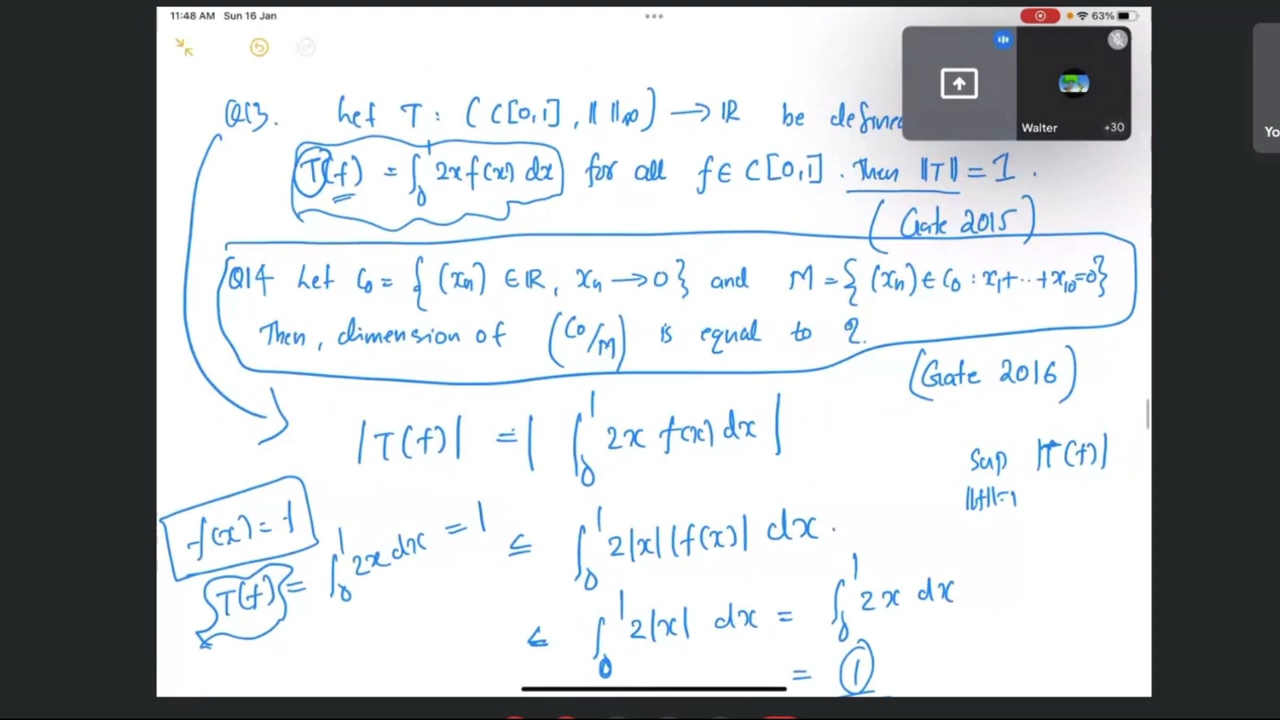 11:48 AM Sun 16 Jan
63%
Q13. Let T : (C[0,1], || ||∞) → ℝ be defined
T(f) = ∫₀¹ 2x f(x) dx for all f ∈ C[0,1]. Then ||T|| = 1.
(Gate 2015)
Q14 Let C₀ = { (xₙ) ∈ ℝ, xₙ → 0 } and M = { (xₙ) ∈ C₀ : x₁ + ... + x₁₀ = 0 }
Then, dimension of (C₀/M) is equal to ?
(Gate 2016)
|T(f)| = | ∫₀¹ 2x f(x) dx |
sup |T(f)|
||f||=1
f(x) = 1
T(f) = ∫₀¹ 2x dx = 1
≤ ∫₀¹ 2|x| |f(x)| dx.
≤ ∫₀¹ 2|x| dx = ∫₀¹ 2x dx
= 1
Walter
+30
Yo